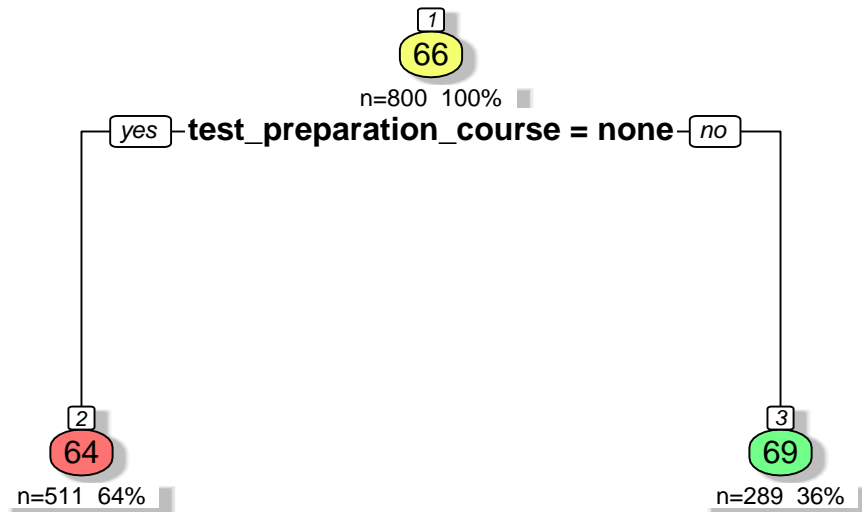 1
66
n=800 100%
yes test_preparation_course = none no
2
64
n=511 64%
3
69
n=289 36%